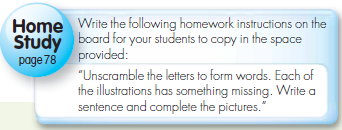 Home
Study
page 78
Write the following homework instructions on the
board for your students to copy in the space
provided:
“Unscramble the letters to form words. Each of
the illustrations has something missing. Write a
sentence and complete the pictures.”